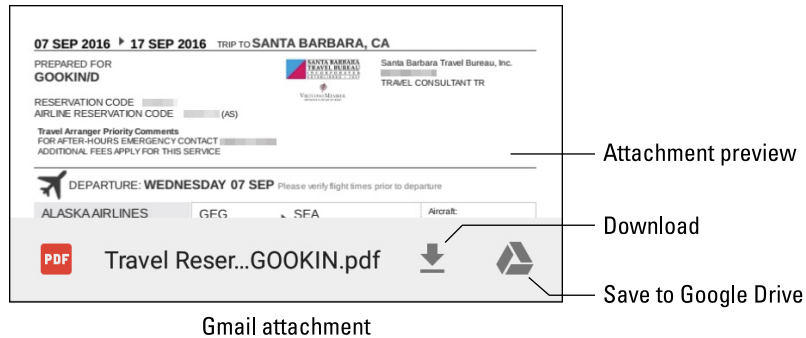 07 SEP 2016 17 SEP 2016 TRIP TO SANTA BARBARA, CA
PREPARED FOR
GOOKIN/D
SANTA BARBARA
TRAVEL BUREAU
INCORPORATED
VIRTUOSO MEMBER
Santa Barbara Travel Bureau, Inc.
TRAVEL CONSULTANT TR
RESERVATION CODE
AIRLINE RESERVATION CODE (AS)
Travel Arranger Priority Comments
FOR AFTER-HOURS EMERGENCY CONTACT
ADDITIONAL FEES APPLY FOR THIS SERVICE
Attachment preview
DEPARTURE: WEDNESDAY 07 SEP Please verify flight times prior to departure
ALASKA AIRLINES GEG SEA Aircraft:
Download
PDF Travel Reser...GOOKIN.pdf
Save to Google Drive
Gmail attachment